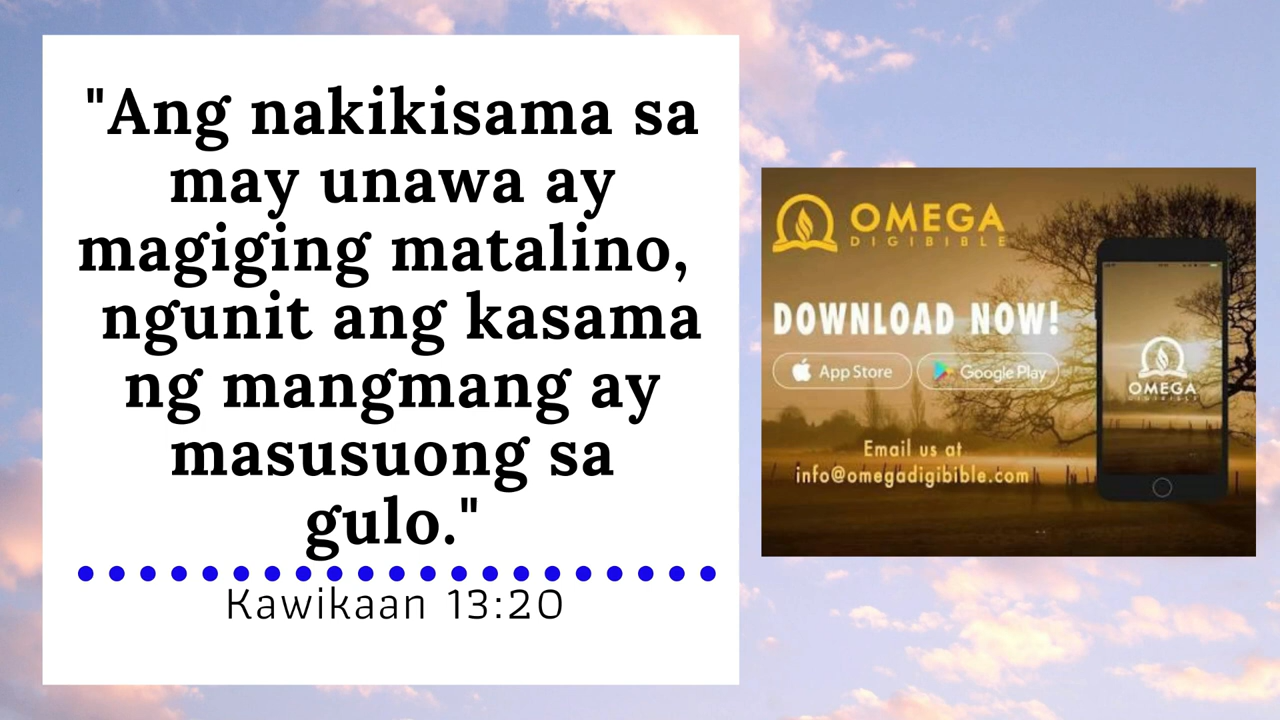 "Ang nakikisama sa
may unawa ay
magiging matalino,
ngunit ang kasama
ng mangmang ay
masusuong sa
gulo."
Kawikaan 13:20
OMEGA
DIGIBIBLE
DOWNLOAD NOW!
App Store
Google Play
Email us at
info@omegadigibible.com
OMEGA
DIGIBIBLE